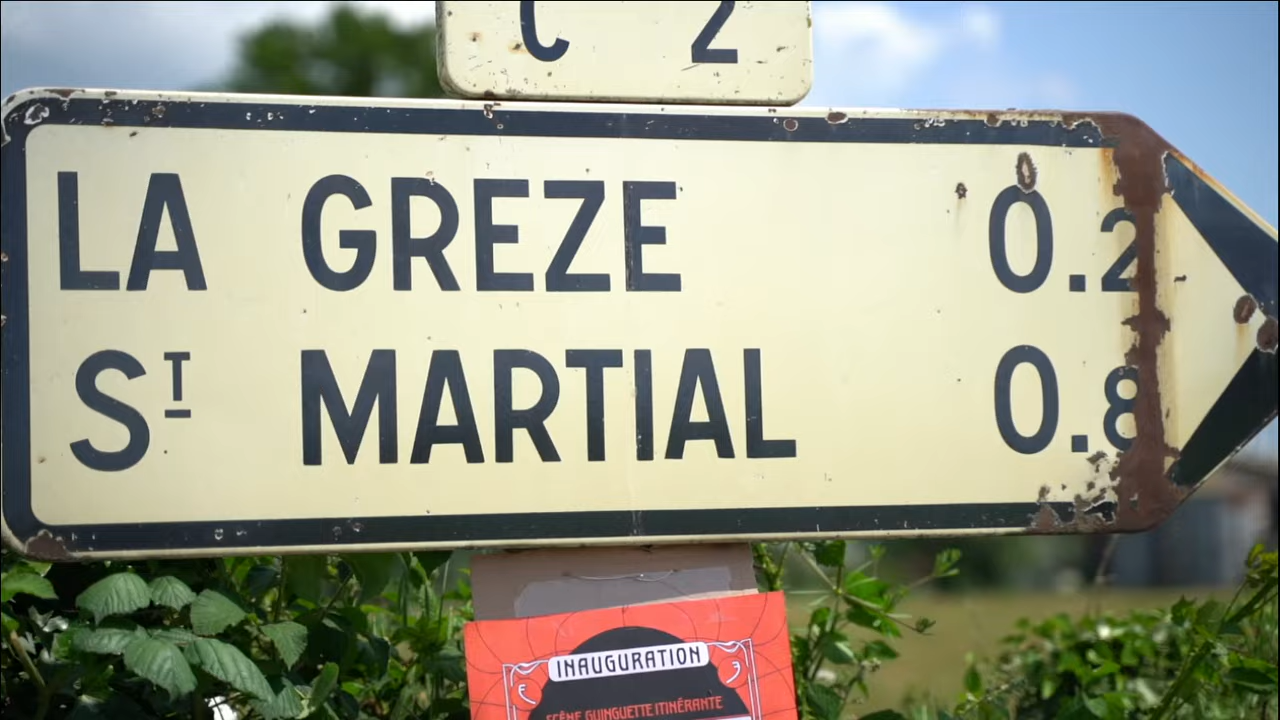 C 2
LA GREZE 0.2
ST MARTIAL 0.8
INAUGURATION
SCÈNE GUINGUETTE ITINÉRANTE